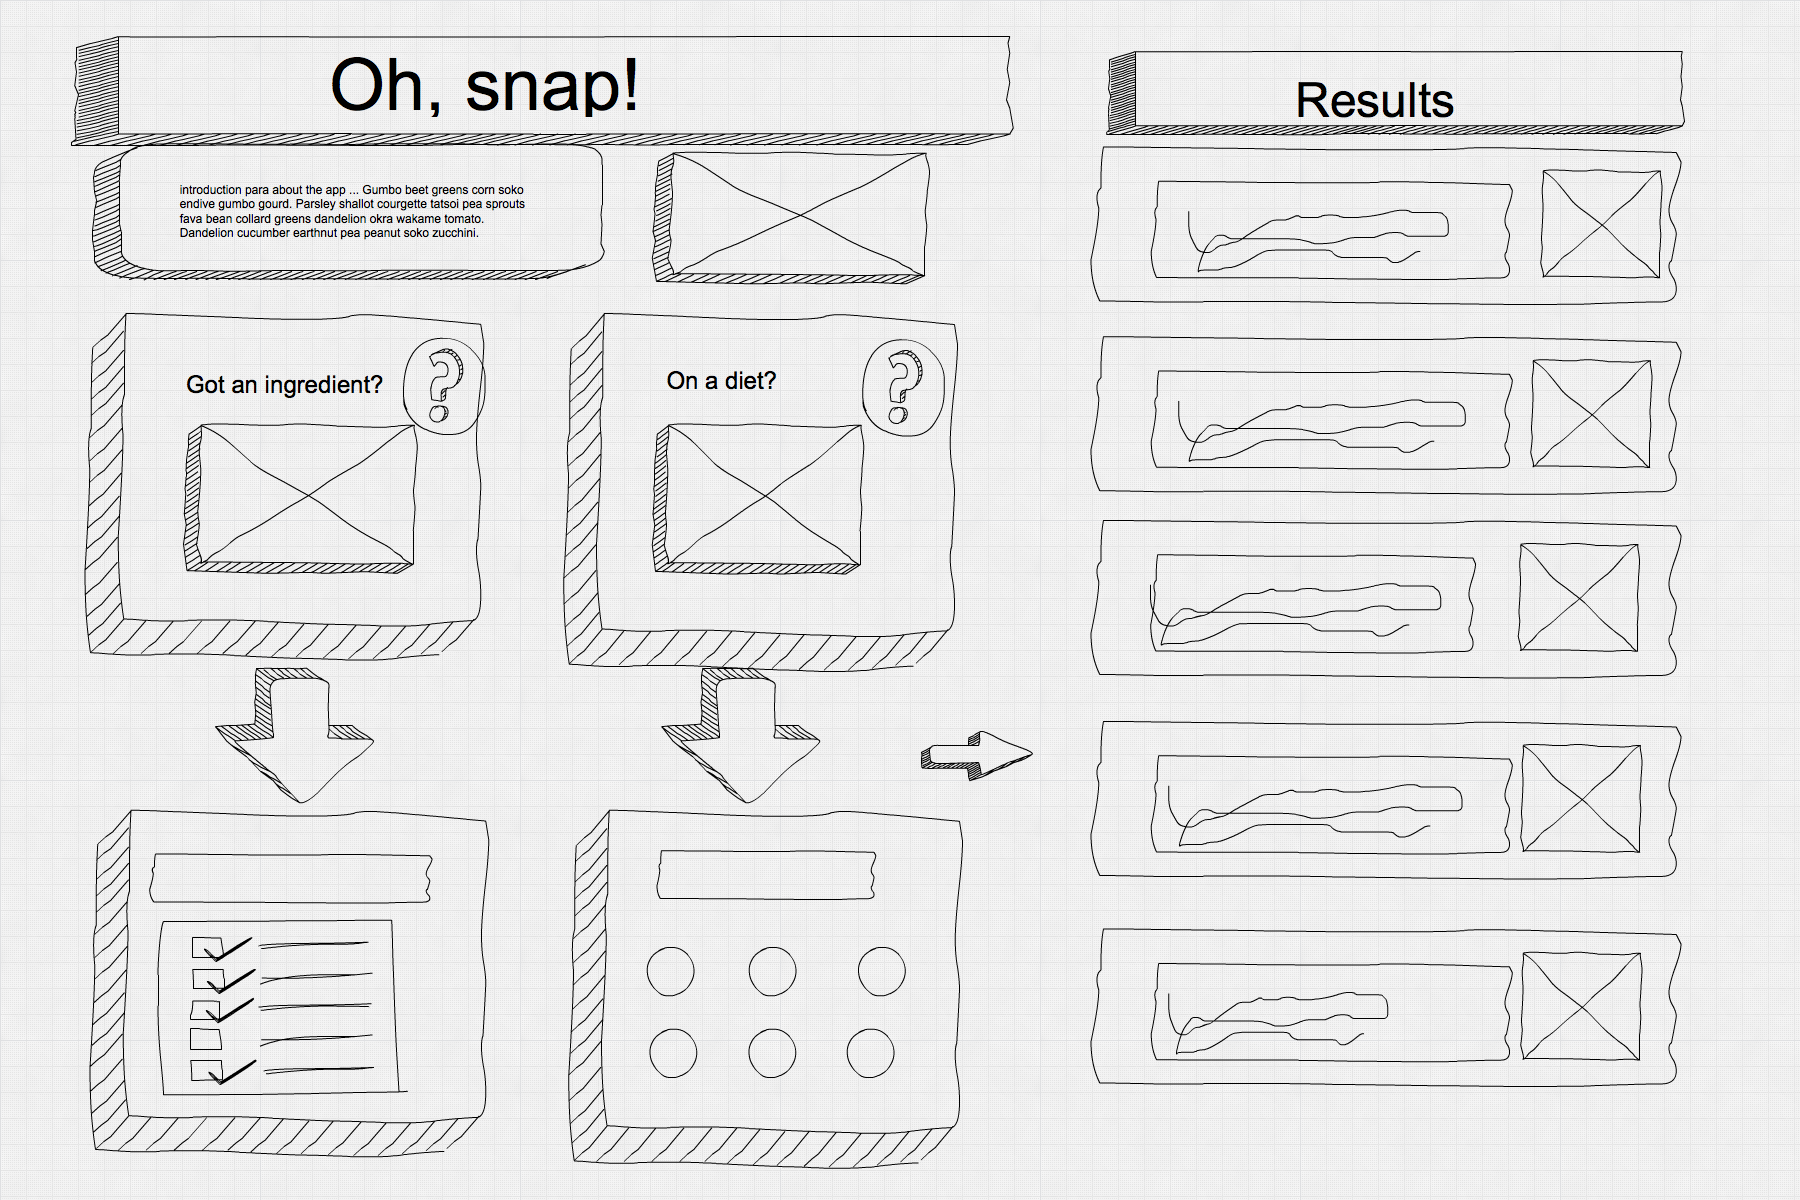 Oh, snap!
introduction para about the app ... Gumbo beet greens corn soko
endive gumbo gourd. Parsley shallot courgette tatsoi pea sprouts
fava bean collard greens dandelion okra wakame tomato.
Dandelion cucumber earthnut pea peanut soko zucchini.
Got an ingredient?
?
On a diet?
?
Results